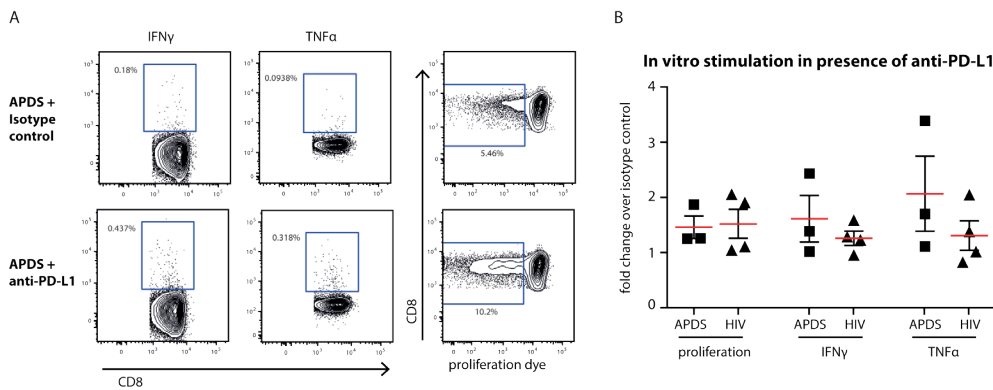 A
IFNγ
TNFα
APDS +
Isotype
control
0.18%
0.0938%
5.46%
APDS +
anti-PD-L1
0.437%
0.318%
10.2%
CD8
CD8
proliferation dye
B
In vitro stimulation in presence of anti-PD-L1
fold change over isotype control
4
3
2
1
0
APDS HIV APDS HIV APDS HIV
proliferation IFNγ TNFα